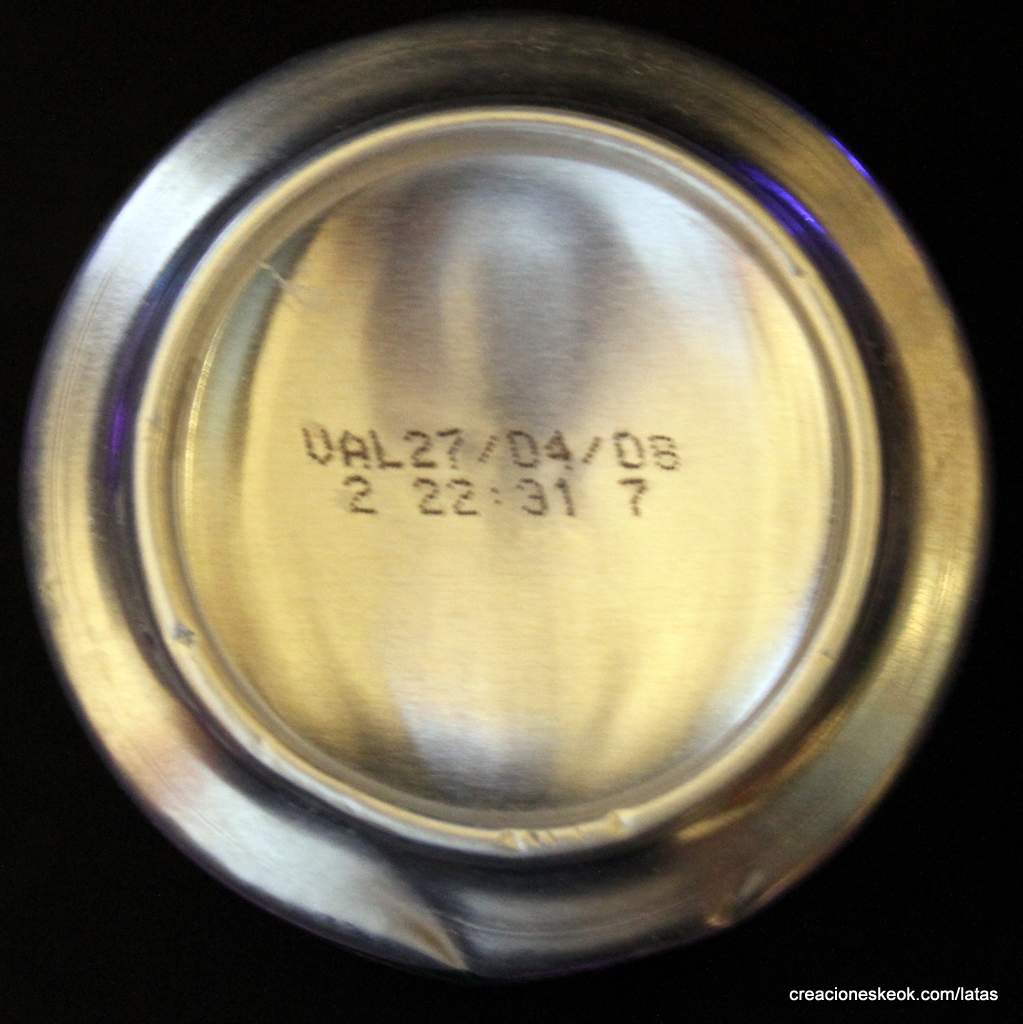 VAL27/04/08
2 22:31 7
creacioneskeok.com/latas